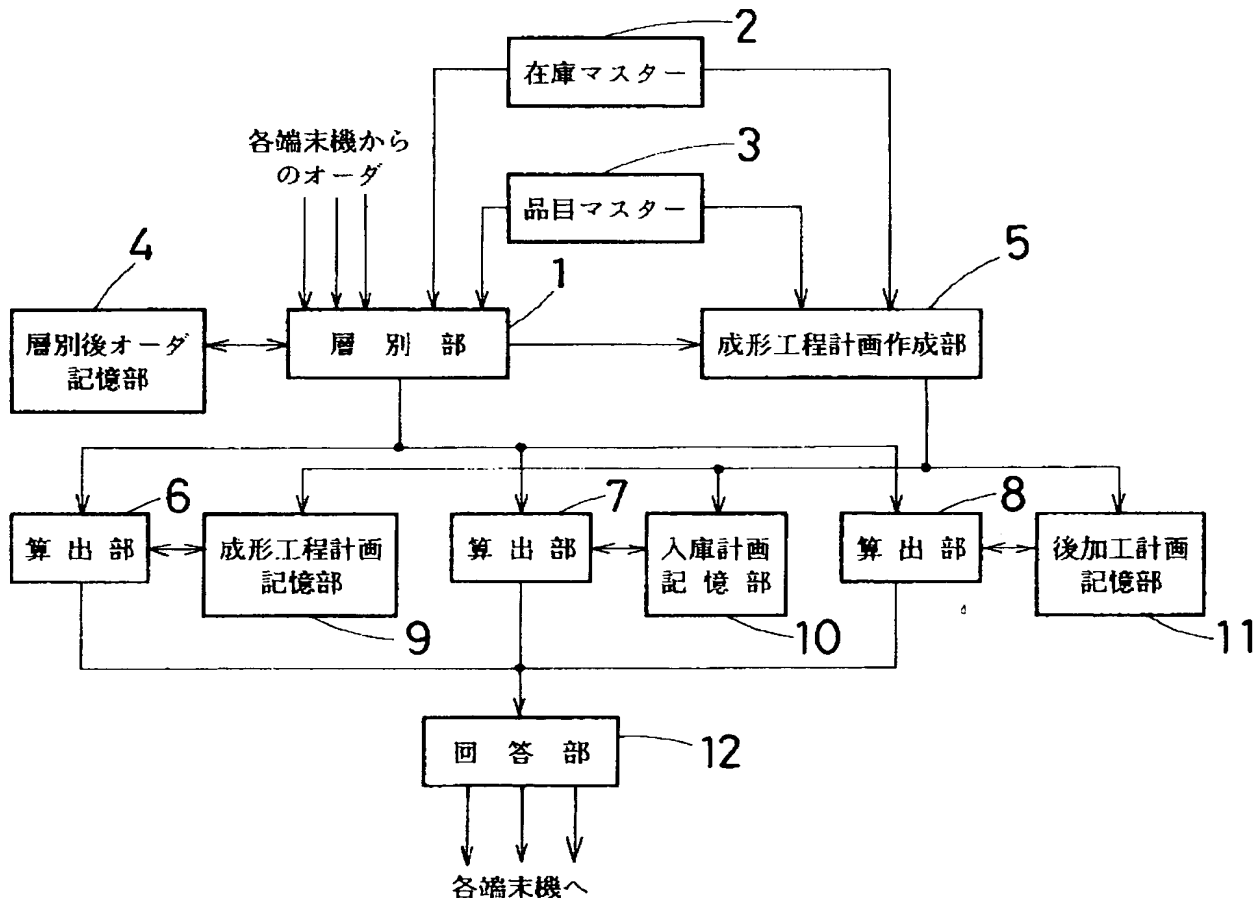 2
在庫マスター
各端末機から
のオーダ
3
品目マスター
4
1
5
層別後オーダ
記憶部
層別部
成形工程計画作成部
6
7
8
算出部
成形工程計画
記憶部
算出部
入庫計画
記憶部
算出部
後加工計画
記憶部
9
10
11
回答部
12
各端末機へ